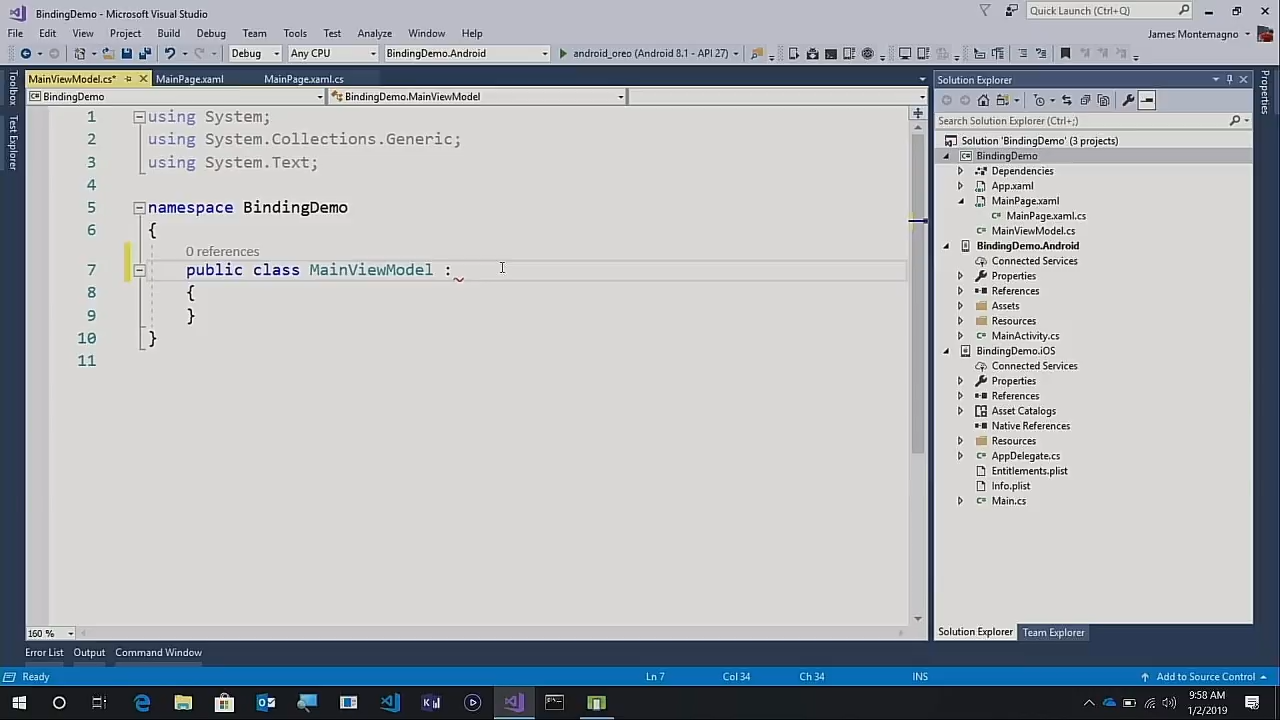 BindingDemo - Microsoft Visual Studio
Quick Launch (Ctrl+Q)
File Edit View Project Build Debug Team Tools Test Analyze Window Help
James Montemagno
Debug Any CPU BindingDemo.Android android_oreo (Android 8.1 - API 27)
Toolbox
Test Explorer
MainViewModel.cs* MainPage.xaml MainPage.xaml.cs
BindingDemo BindingDemo.MainViewModel
1 using System;
2 using System.Collections.Generic;
3 using System.Text;
4
5 namespace BindingDemo
6 {
0 references
7 public class MainViewModel :
8 {
9 }
10 }
11
160 %
Solution Explorer
Search Solution Explorer (Ctrl+;)
Solution 'BindingDemo' (3 projects)
BindingDemo
Dependencies
App.xaml
MainPage.xaml
MainPage.xaml.cs
MainViewModel.cs
BindingDemo.Android
Connected Services
Properties
References
Assets
Resources
MainActivity.cs
BindingDemo.iOS
Connected Services
Properties
References
Asset Catalogs
Native References
Resources
AppDelegate.cs
Entitlements.plist
Info.plist
Main.cs
Solution Explorer Team Explorer
Properties
Error List Output Command Window
Ready Ln 7 Col 34 Ch 34 INS Add to Source Control
9:58 AM
1/2/2019